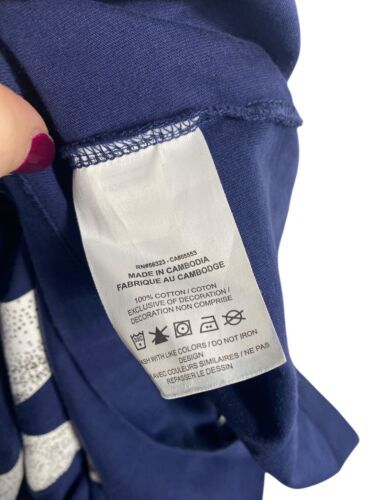 RN#56323 - CA#05553
MADE IN CAMBODIA
FABRIQUE AU CAMBODGE
100% COTTON / COTON
EXCLUSIVE OF DECORATION /
DECORATION NON COMPRISE
WASH WITH LIKE COLORS / DO NOT IRON
DESIGN
AVEC COULEURS SIMILAIRES / NE PAS
REPASSER LE DESSIN